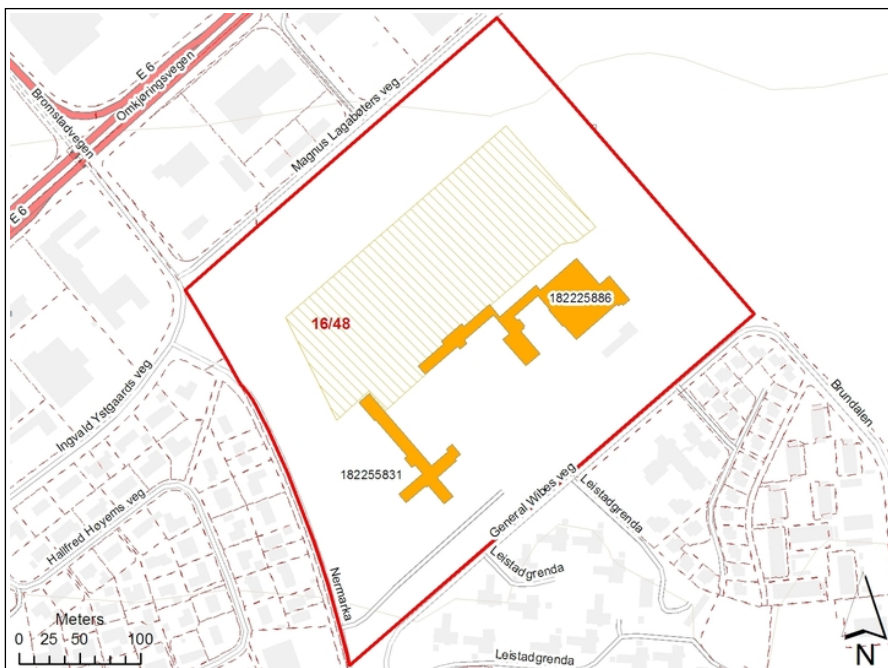 E 6
Omkjøringsvegen
Bromstadvegen
E 6
Magnus Lagabøters veg
16/48
182225886
Ingvald Ystgaards veg
182255831
Brundalen
Hallfred Høyems veg
General Wibes veg
Leistadgrenda
Leistadgrenda
Nermarka
Leistadgrenda
Meters
0 25 50 100
N